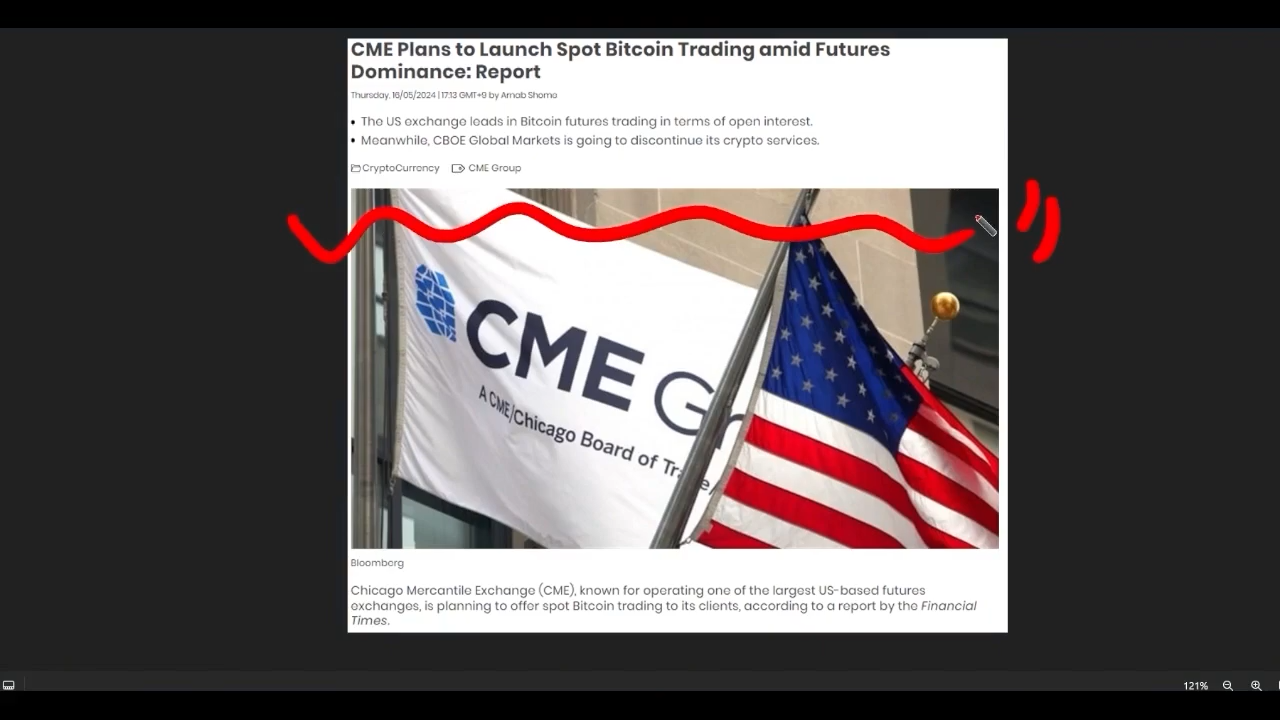 CME Plans to Launch Spot Bitcoin Trading amid Futures
Dominance: Report
Thursday, 16/05/2024 | 17:13 GMT+9 by Arnab Shome
• The US exchange leads in Bitcoin futures trading in terms of open interest.
• Meanwhile, CBOE Global Markets is going to discontinue its crypto services.
CryptoCurrency CME Group
CME Gr
A CME/Chicago Board of Trade/
Bloomberg
Chicago Mercantile Exchange (CME), known for operating one of the largest US-based futures
exchanges, is planning to offer spot Bitcoin trading to its clients, according to a report by the Financial
Times.
121%